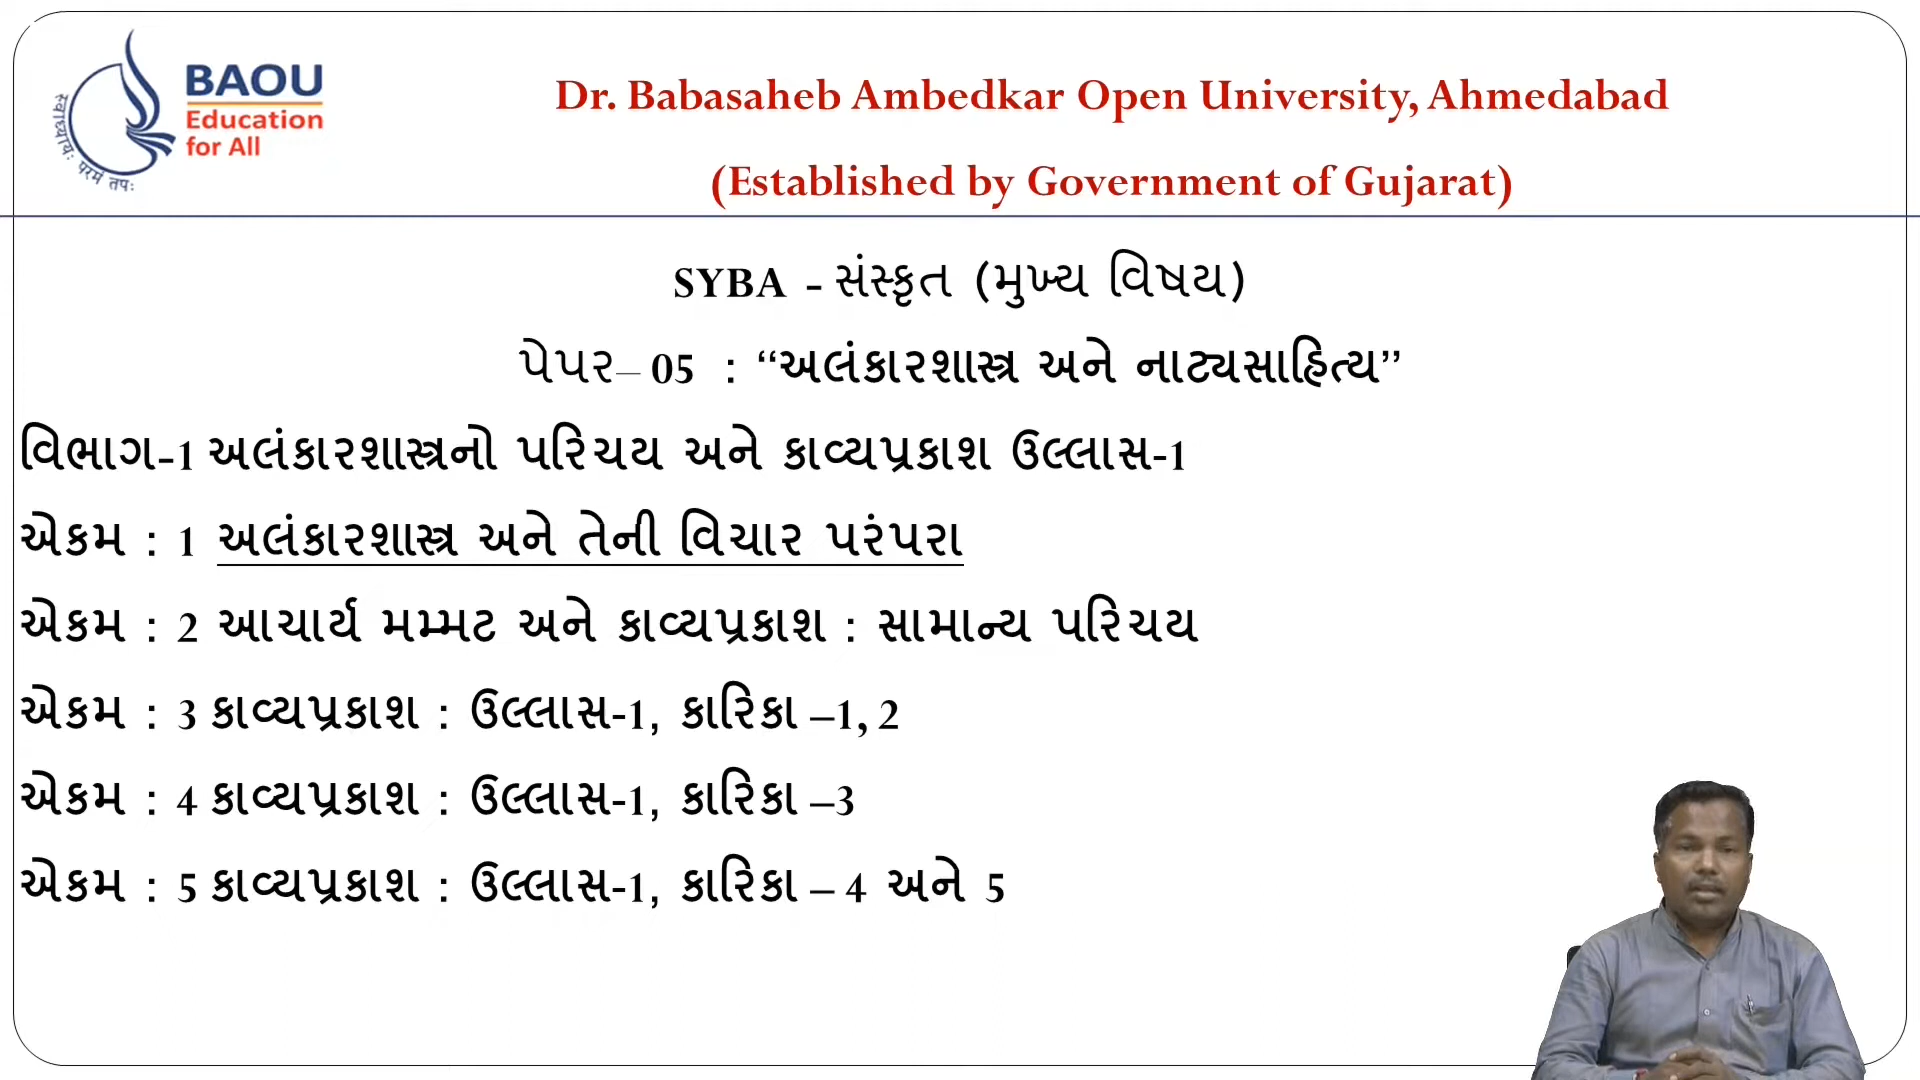 BAOU
Education
for All
स्वाध्यायः परमं तपः
Dr. Babasaheb Ambedkar Open University, Ahmedabad
(Established by Government of Gujarat)
SYBA - સંસ્કૃત (મુખ્ય વિષય)
પેપર– 05 : “અલંકારશાસ્ત્ર અને નાટ્યસાહિત્ય”
વિભાગ-1 અલંકારશાસ્ત્રનો પરિચય અને કાવ્યપ્રકાશ ઉલ્લાસ-1
એકમ : 1 અલંકારશાસ્ત્ર અને તેની વિચાર પરંપરા
એકમ : 2 આચાર્ય મમ્મટ અને કાવ્યપ્રકાશ : સામાન્ય પરિચય
એકમ : 3 કાવ્યપ્રકાશ : ઉલ્લાસ-1, કારિકા –1, 2
એકમ : 4 કાવ્યપ્રકાશ : ઉલ્લાસ-1, કારિકા –3
એકમ : 5 કાવ્યપ્રકાશ : ઉલ્લાસ-1, કારિકા – 4 અને 5